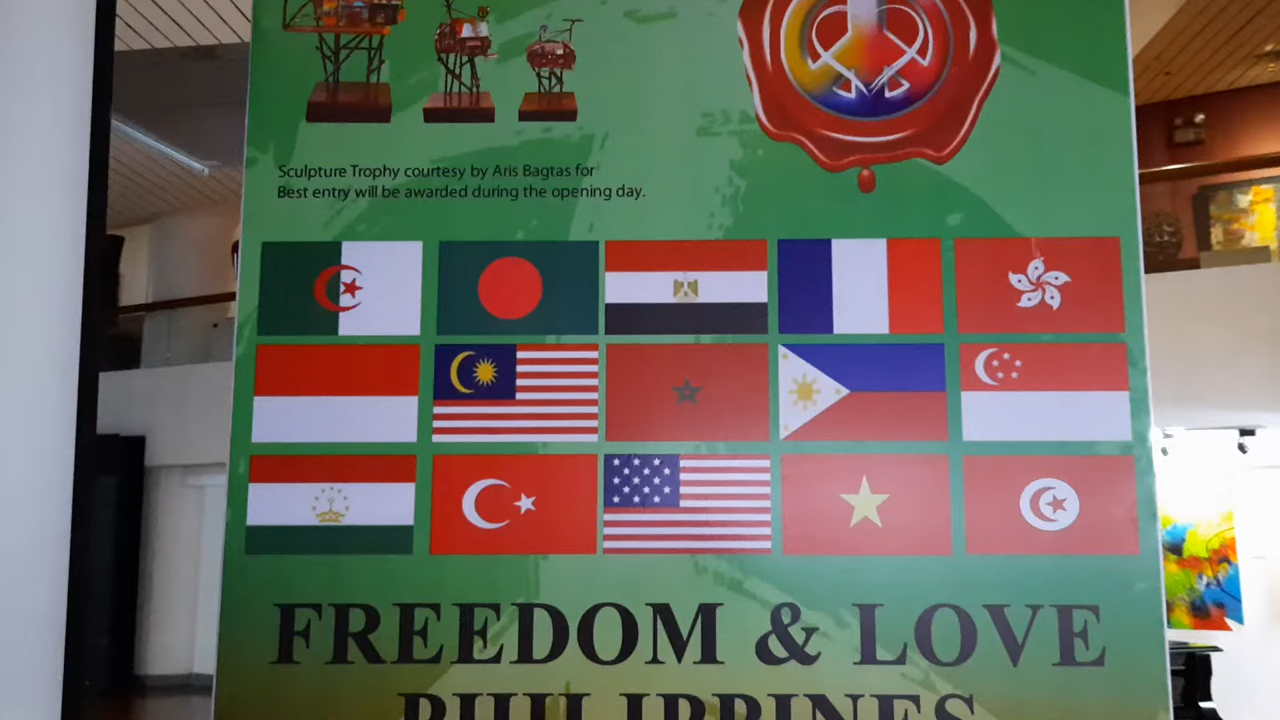 Sculpture Trophy courtesy by Aris Bagtas for
Best entry will be awarded during the opening day.
FREEDOM & LOVE
PHILIPPINES